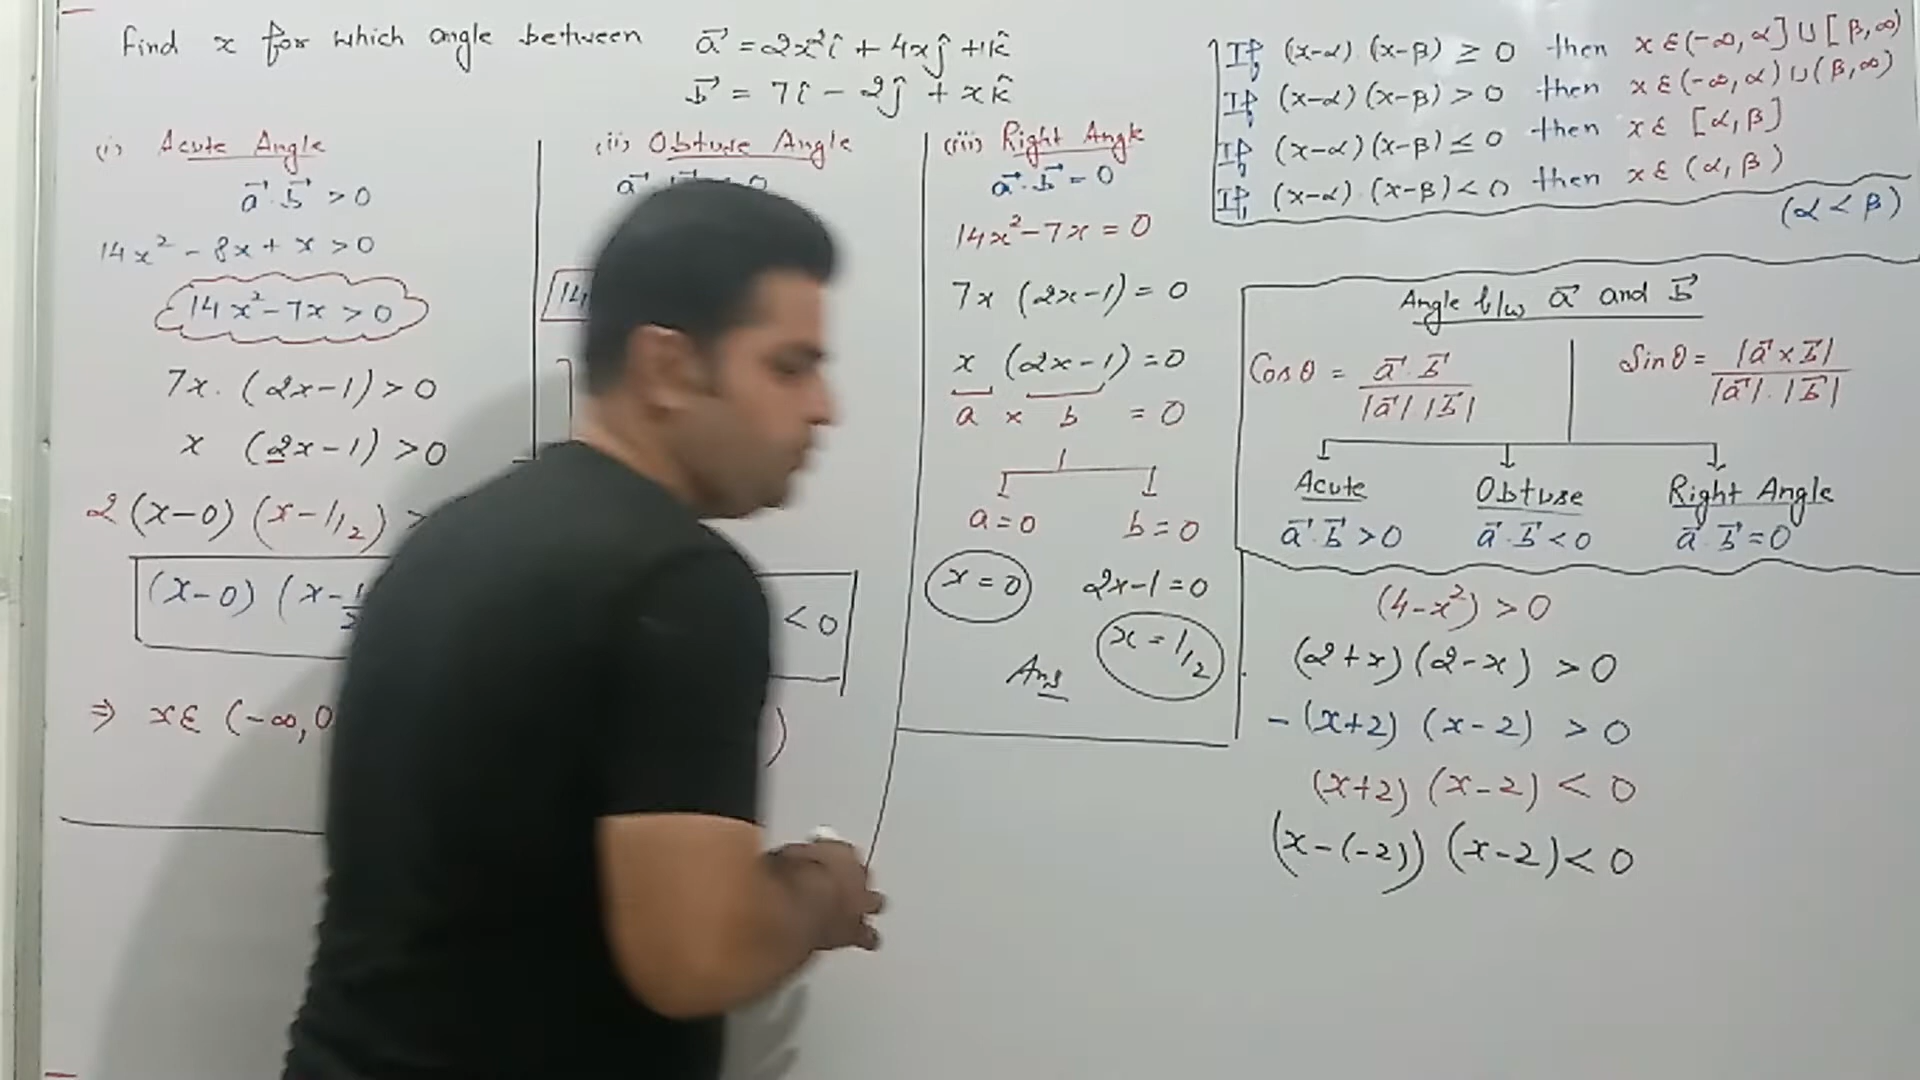 Find x for which angle between a⃗ = 2x²î + 4xĵ + 1k̂
b⃗ = 7î - 2ĵ + xk̂
(i) Acute Angle
a⃗.b⃗ > 0
14x² - 8x + x > 0
14x² - 7x > 0
7x. (2x-1) > 0
x (2x-1) > 0
2 (x-0) (x-1/2) >
(x-0) (x-1
⇒ x ε (-∞,0
(ii) Obtuse Angle
a⃗
< 0
)
(iii) Right Angle
a⃗.b⃗ = 0
14x² - 7x = 0
7x (2x-1) = 0
x (2x-1) = 0
a × b = 0
a = 0 b = 0
x = 0 2x-1 = 0
x = 1/2
Ans
If (x-α).(x-β) ≥ 0 then x ε (-∞, α] ∪ [β, ∞)
If (x-α) (x-β) > 0 then x ε (-∞, α) ∪ (β, ∞)
If (x-α) (x-β) ≤ 0 then x ε [α, β]
If (x-α).(x-β) < 0 then x ε (α, β)
(α < β)
Angle b/w a⃗ and b⃗
Cosθ = a⃗.b⃗ / |a⃗| |b⃗| Sinθ = |a⃗ × b⃗| / |a⃗|.|b⃗|
Acute Obtuse Right Angle
a⃗.b⃗ > 0 a⃗.b⃗ < 0 a⃗.b⃗ = 0
(4-x²) > 0
(2+x) (2-x) > 0
-(x+2) (x-2) > 0
(x+2) (x-2) < 0
(x-(-2)) (x-2) < 0